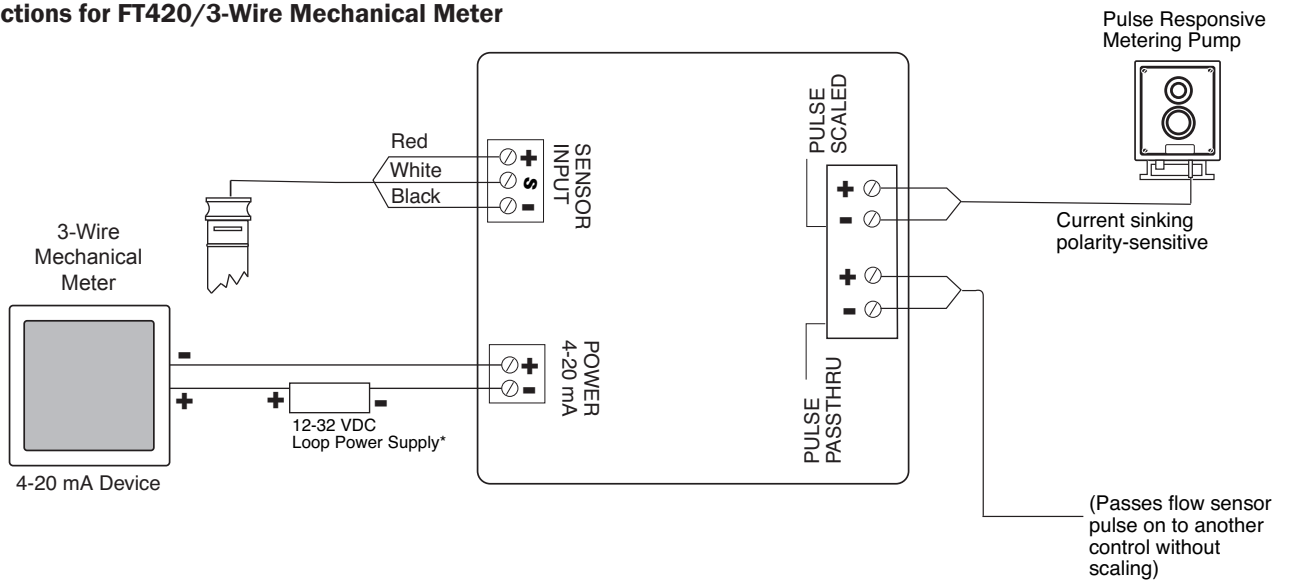 ctions for FT420/3-Wire Mechanical Meter
Pulse Responsive
Metering Pump
PULSE
SCALED
Red
White
Black
+
S
-
SENSOR
INPUT
+
-
+
-
Current sinking
polarity-sensitive
3-Wire
Mechanical
Meter
-
+
+
-
12-32 VDC
Loop Power Supply*
+
-
POWER
4-20 mA
PULSE
PASSTHRU
4-20 mA Device
(Passes flow sensor
pulse on to another
control without
scaling)